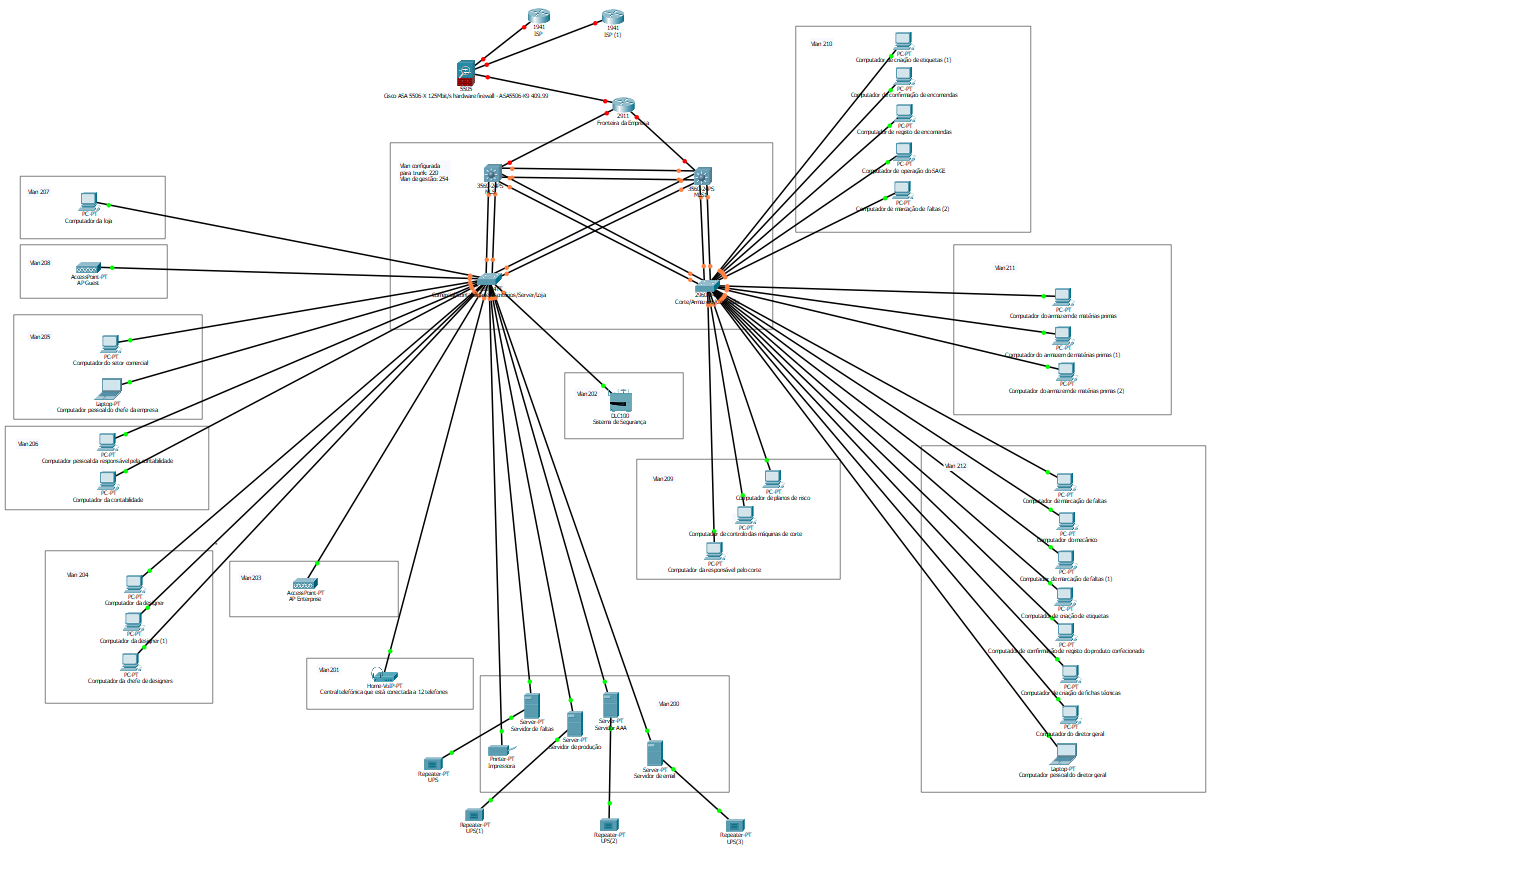 1941
ISP
1941
ISP (1)
5505
Cisco ASA 5506-X 125Mbit/s hardware firewall - ASA5506-K9 409,99
2911
Fronteira da Empresa
Vlan configurada
para trunk: 220
Vlan de gestão: 254
3560-24PS
3560-24PS
Vlan 207
PC-PT
Computador da loja
Vlan 208
AccessPoint-PT
AP Guest
Vlan 205
PC-PT
Computador do setor comercial
Laptop-PT
Computador pessoal do chefe da empresa
Vlan 206
PC-PT
Computador pessoal da responsável pela contabilidade
PC-PT
Computador da contabilidade
Vlan 204
PC-PT
Computador da designer
PC-PT
Computador da designer (1)
PC-PT
Computador da chefe de designers
Vlan 203
AccessPoint-PT
AP Enterprise
Vlan 201
Home-VoIP-PT
Central telefónica que está conectada a 12 telefones
Vlan 202
DLC100
Sistema de Segurança
Vlan 200
Server-PT
Servidor de faltas
Server-PT
Servidor de produção
Server-PT
Servidor AAA
Server-PT
Servidor de email
Printer-PT
Impressora
Repeater-PT
UPS
Repeater-PT
UPS(1)
Repeater-PT
UPS(2)
Repeater-PT
UPS(3)
Vlan 209
PC-PT
Computador de planos de risco
PC-PT
Computador de controlo das máquinas de corte
PC-PT
Computador da responsável pelo corte
Vlan 210
PC-PT
Computador de criação de etiquetas (1)
PC-PT
Computador de confirmação de encomendas
PC-PT
Computador de registo de encomendas
PC-PT
Computador de operação do SAGE
PC-PT
Computador de marcação de faltas (2)
Vlan 211
PC-PT
Computador do armazem de matérias primas
PC-PT
Computador do armazem de matérias primas (1)
PC-PT
Computador do armazem de matérias primas (2)
Vlan 212
PC-PT
Computador de marcação de faltas
PC-PT
Computador do mecânico
PC-PT
Computador de marcação de faltas (1)
PC-PT
Computador de criação de etiquetas
PC-PT
Computador de confirmação de registo do produto confecionado
PC-PT
Computador de criação de fichas técnicas
PC-PT
Computador do diretor geral
Laptop-PT
Computador pessoal do diretor geral